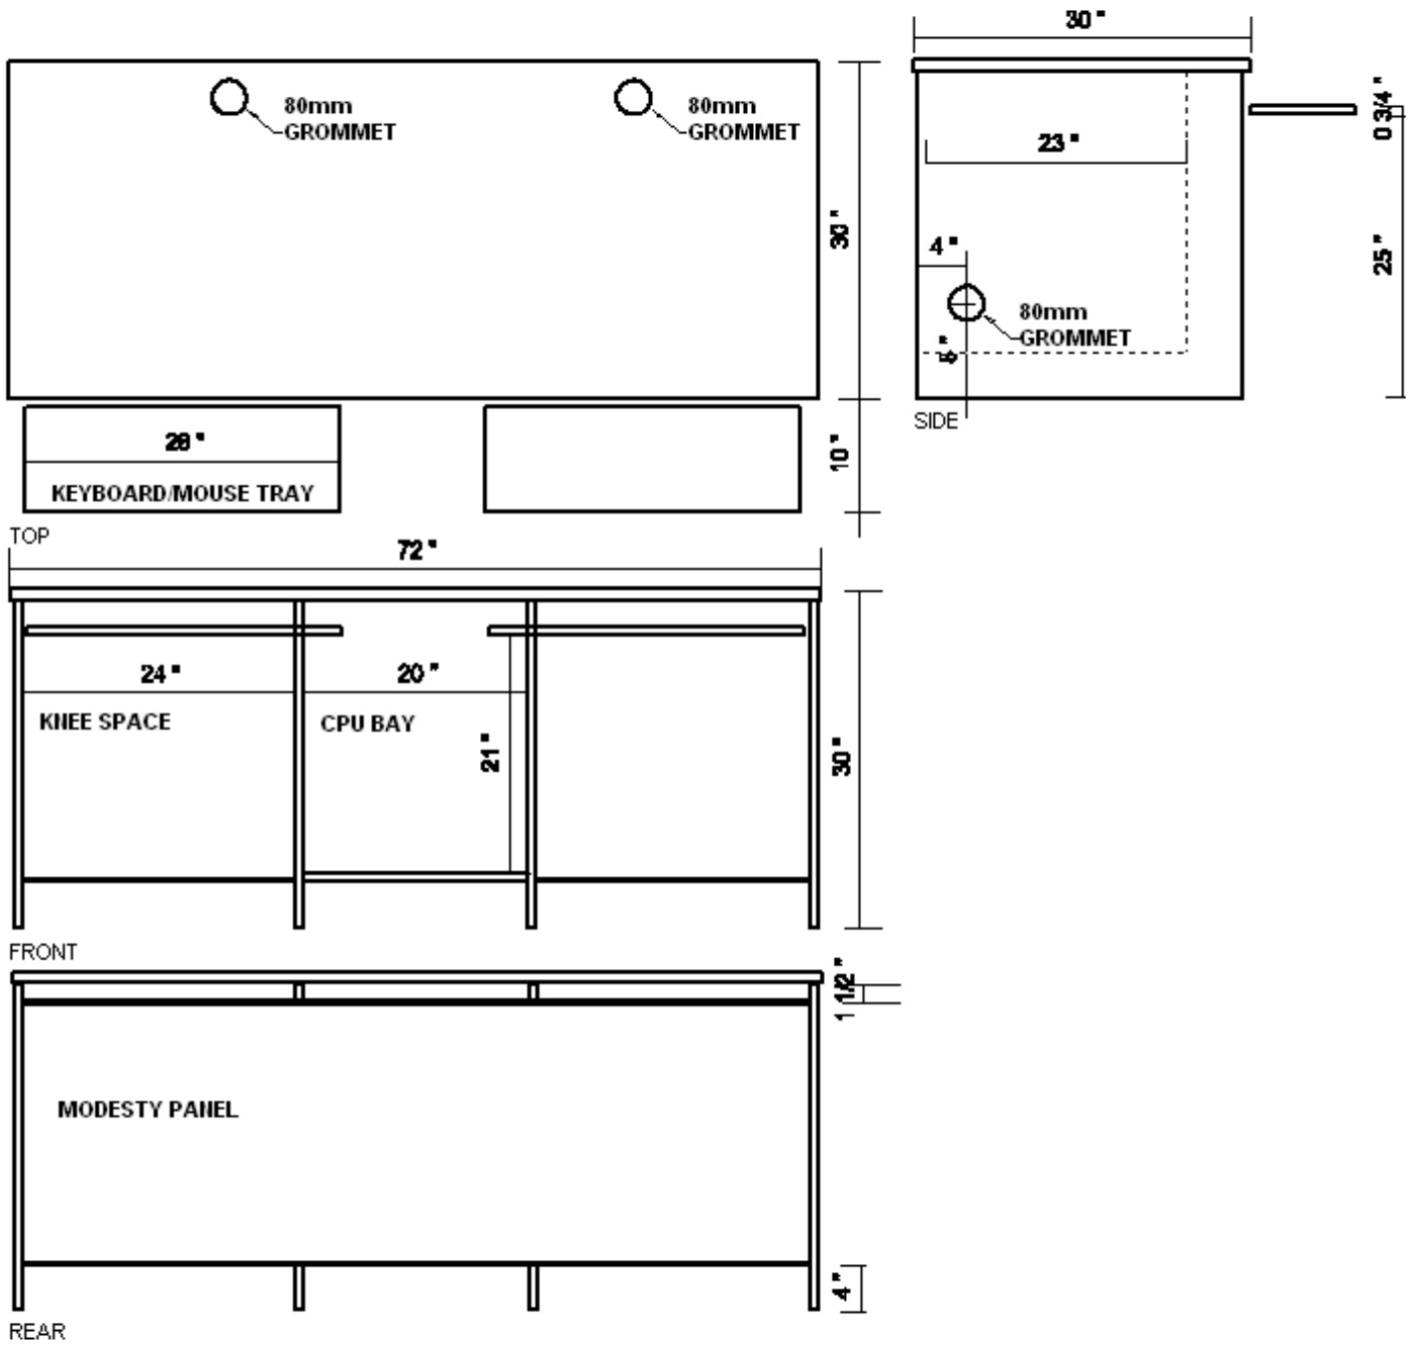 30"
80mm
GROMMET
80mm
GROMMET
0 3/4"
23"
30"
25"
4"
80mm
GROMMET
SIDE
28"
10"
KEYBOARD/MOUSE TRAY
TOP
72"
24"
20"
KNEE SPACE
CPU BAY
21"
30"
FRONT
1 1/2"
MODESTY PANEL
4"
REAR